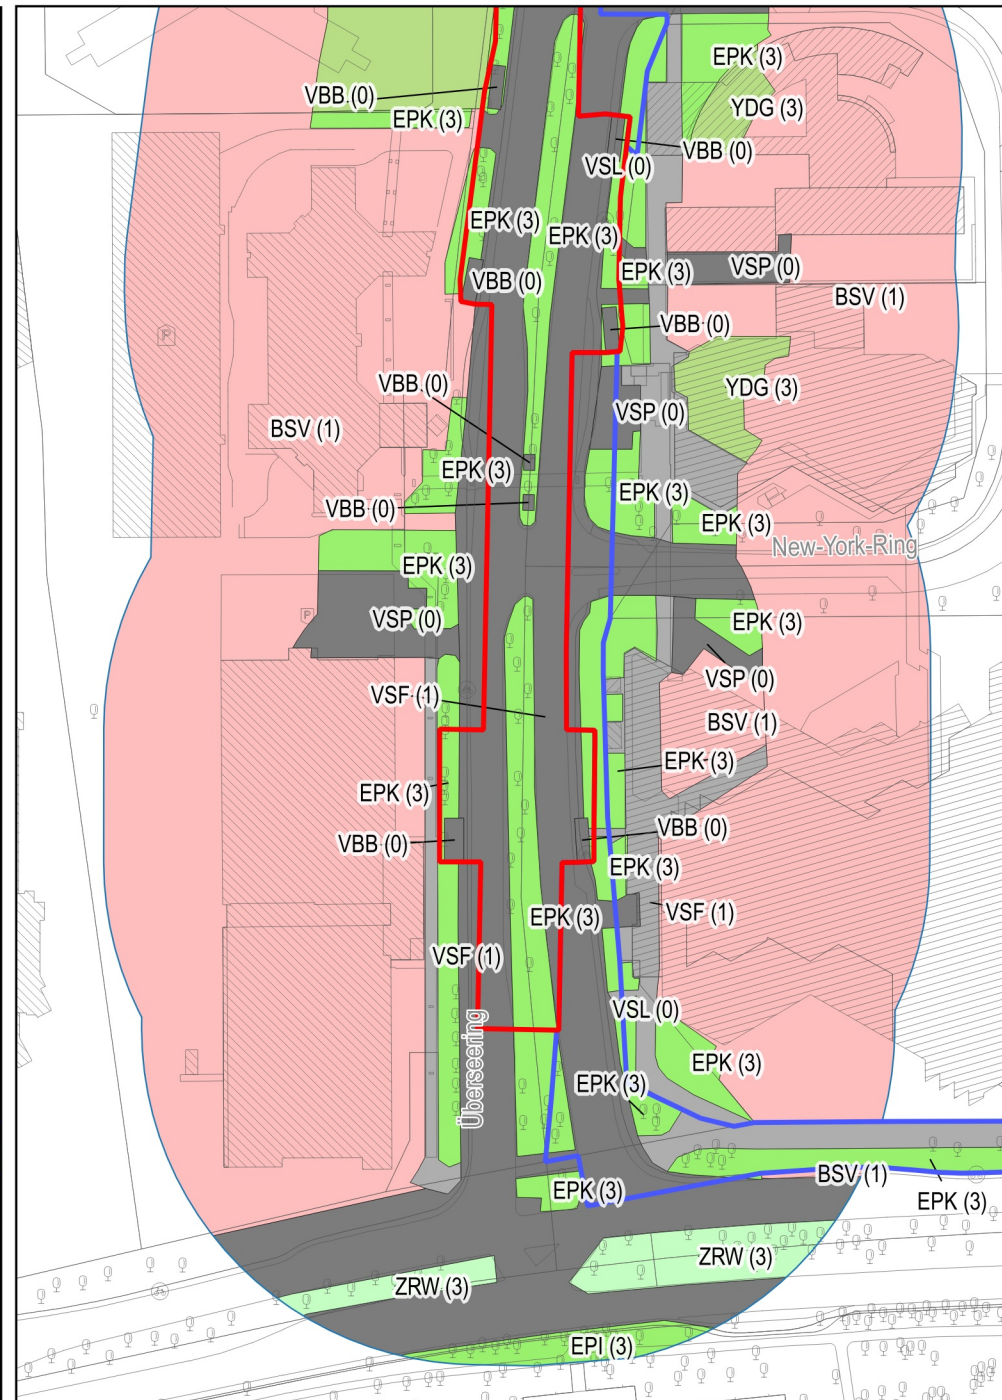 EPK (3)
VBB (0)
YDG (3)
EPK (3)
VBB (0)
VSL (0)
EPK (3)
EPK (3)
EPK (3)
VSP (0)
VBB (0)
BSV (1)
VBB (0)
VBB (0)
YDG (3)
VSP (0)
BSV (1)
EPK (3)
EPK (3)
VBB (0)
EPK (3)
New-York-Ring
EPK (3)
VSP (0)
EPK (3)
VSP (0)
VSF (1)
BSV (1)
EPK (3)
EPK (3)
VBB (0)
VBB (0)
EPK (3)
VSF (1)
EPK (3)
VSF (1)
VSL (0)
Überseering
EPK (3)
EPK (3)
BSV (1)
EPK (3)
EPK (3)
ZRW (3)
ZRW (3)
EPI (3)
P
P